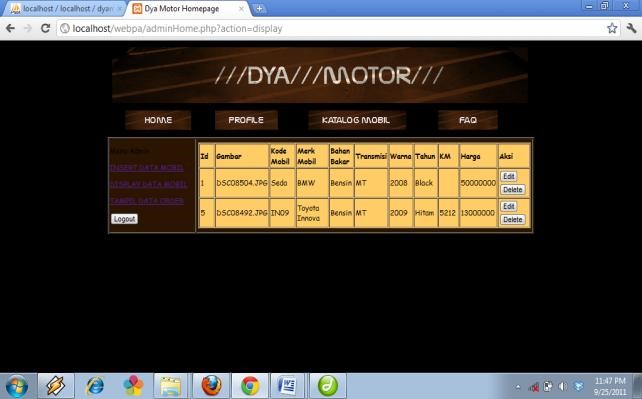 localhost / localhost / dyam
Dya Motor Homepage
localhost/webpa/adminHome.php?action=display
///DYA///MOTOR///
HOME PROFILE KATALOG MOBIL FAQ
Menu Admin
INSERT DATA MOBIL
DISPLAY DATA MOBIL
TAMPIL DATA ORDER
Logout
Id Gambar Kode Mobil Merk Mobil Bahan Bakar Transmisi Warna Tahun KM Harga Aksi
1 DSC08504.JPG Seda BMW Bensin MT 2008 Black 50000000 Edit Delete
5 DSC08492.JPG IN09 Toyota Innova Bensin MT 2009 Hitam 5212 13000000 Edit Delete
11:47 PM
9/25/2011